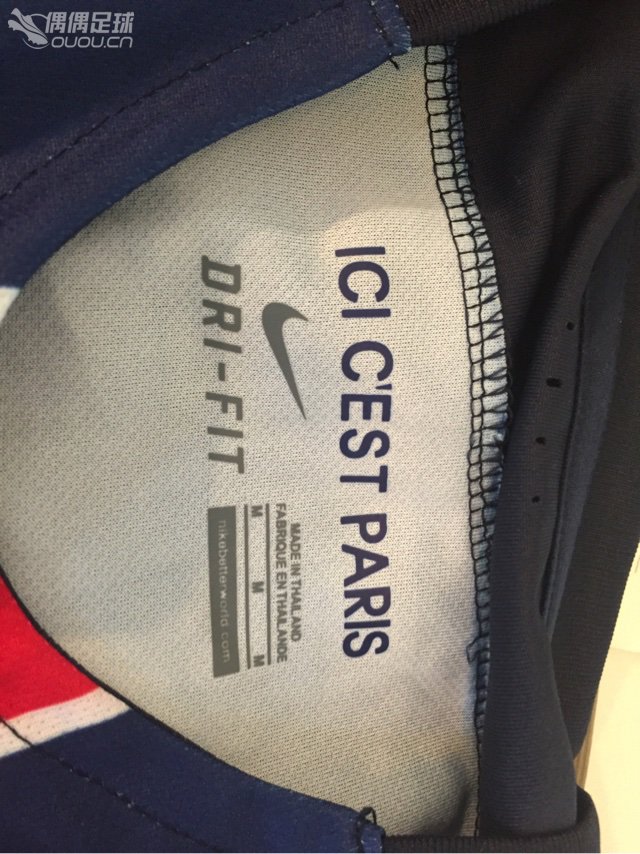 偶偶足球
OUOU.CN
ICI C'EST PARIS
DRI-FIT
MADE IN THAILAND
FABRIQUE EN THAILANDE
M M M
nikebetterworld.com